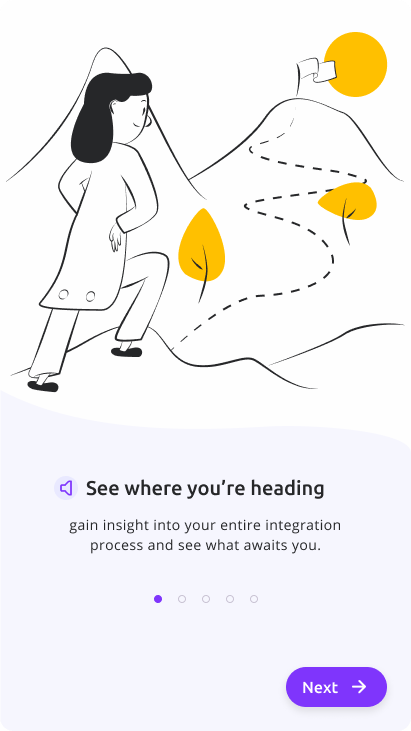 See where you’re heading
gain insight into your entire integration
process and see what awaits you.
Next